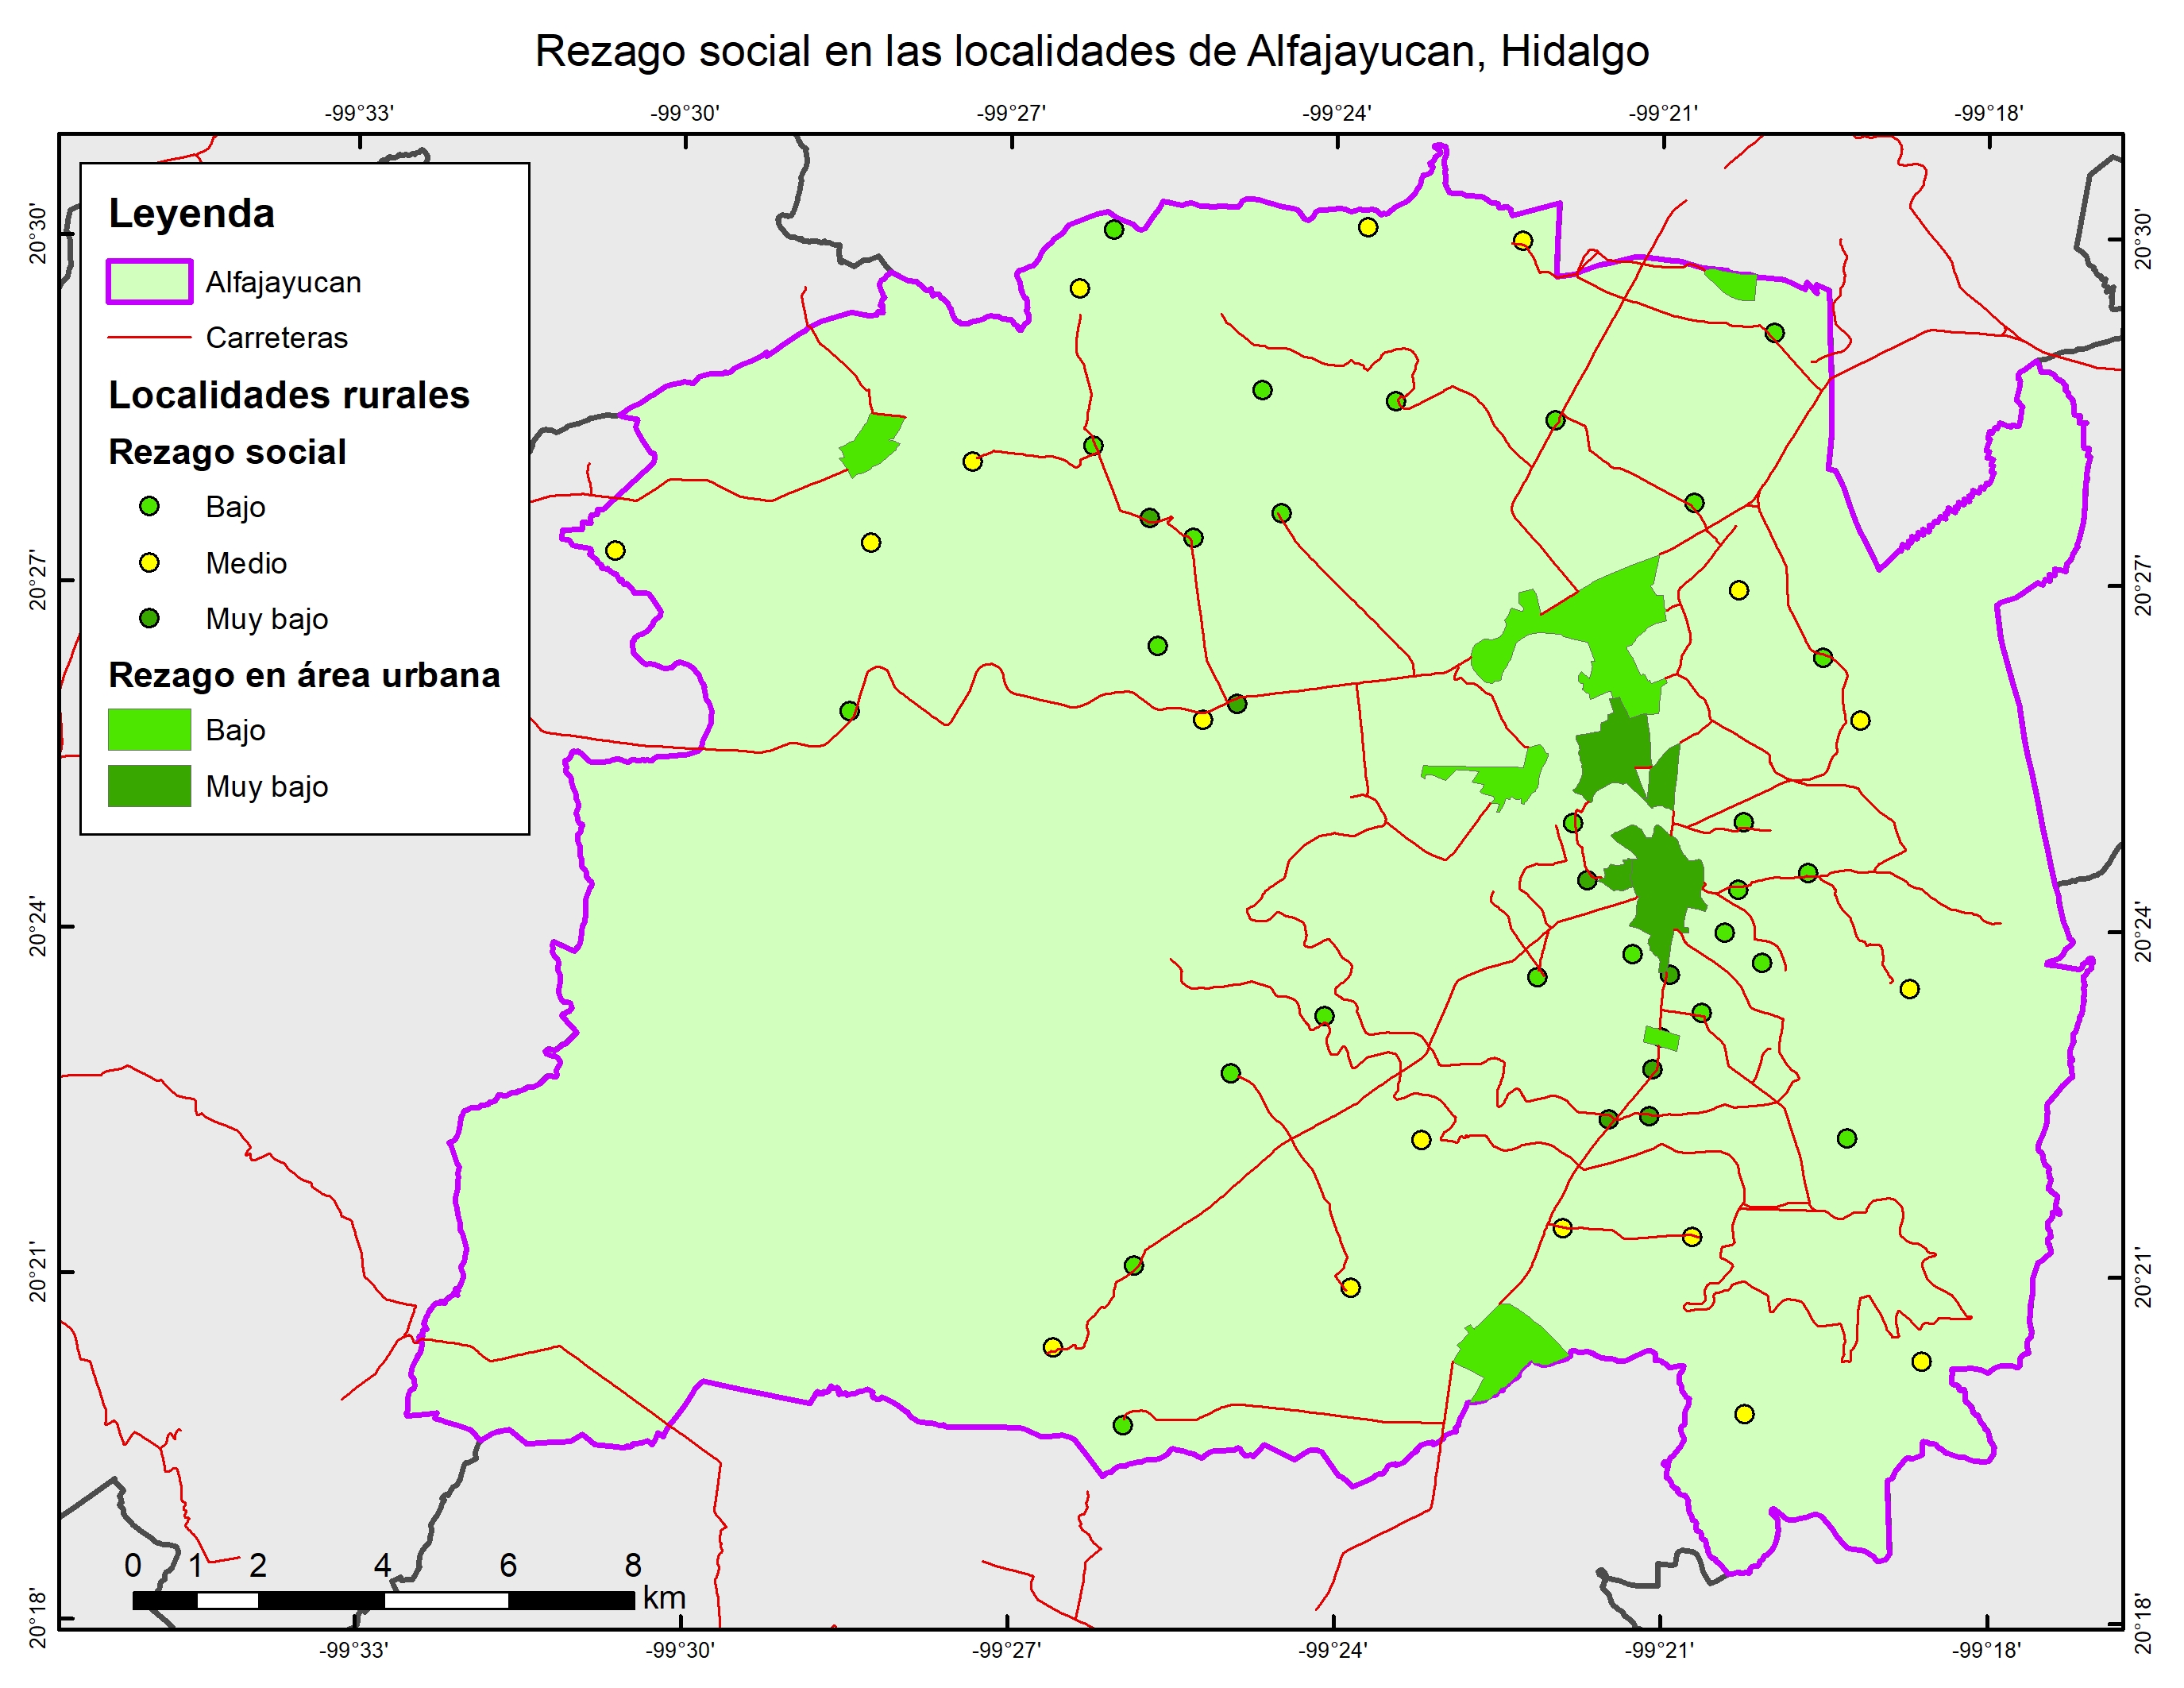 Rezago social en las localidades de Alfajayucan, Hidalgo
-99°33' -99°30' -99°27' -99°24' -99°21' -99°18'
20°30' 20°30'
Leyenda
Alfajayucan
Carreteras
Localidades rurales
Rezago social
Bajo
Medio
Muy bajo
Rezago en área urbana
Bajo
Muy bajo
20°27' 20°27'
20°24' 20°24'
20°21' 20°21'
0 1 2 4 6 8
km
20°18' 20°18'
-99°33' -99°30' -99°27' -99°24' -99°21' -99°18'